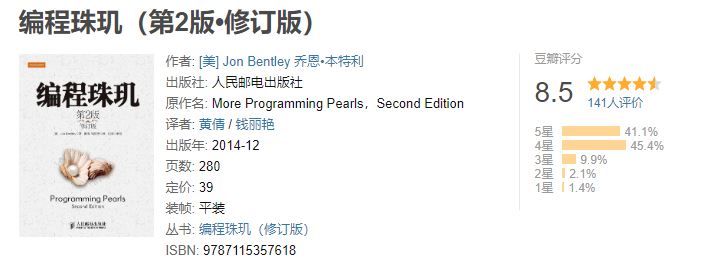 编程珠玑（第2版•修订版）
作者: [美] Jon Bentley 乔恩•本特利
出版社: 人民邮电出版社
原作名: More Programming Pearls，Second Edition
译者: 黄倩 / 钱丽艳
出版年: 2014-12
页数: 280
定价: 39
装帧: 平装
丛书: 编程珠玑（修订版）
ISBN: 9787115357618
豆瓣评分
8.5
141人评价
5星 41.1%
4星 45.4%
3星 9.9%
2星 2.1%
1星 1.4%
编程珠玑
第2版
修订版
Programming Pearls
Second Edition
人民邮电出版社